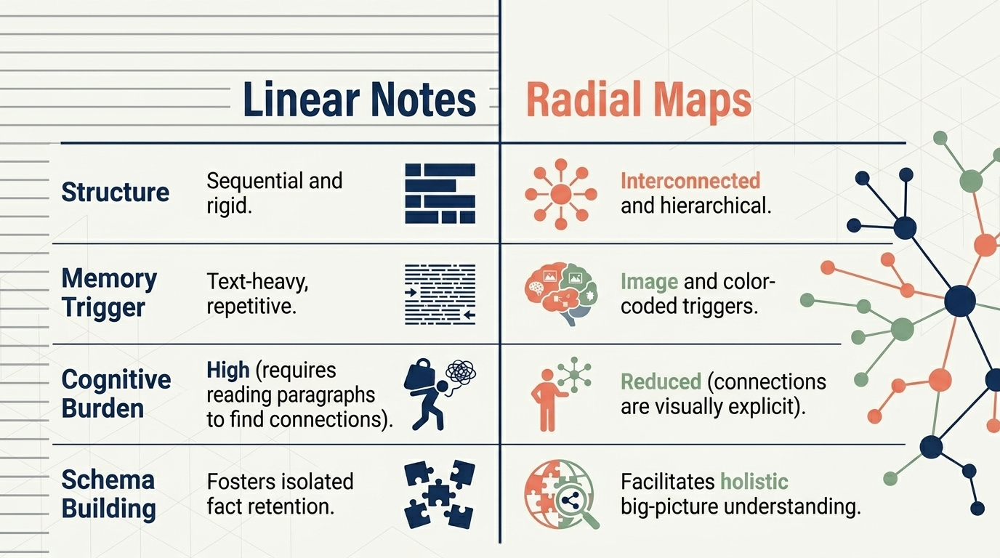 Linear Notes
Radial Maps
Structure
Sequential and
rigid.
Interconnected
and hierarchical.
Memory
Trigger
Text-heavy,
repetitive.
Image and color-
coded triggers.
Cognitive
Burden
High (requires
reading paragraphs
to find connections).
Reduced (connections
are visually explicit).
Schema
Building
Fosters isolated
fact retention.
Facilitates holistic
big-picture understanding.